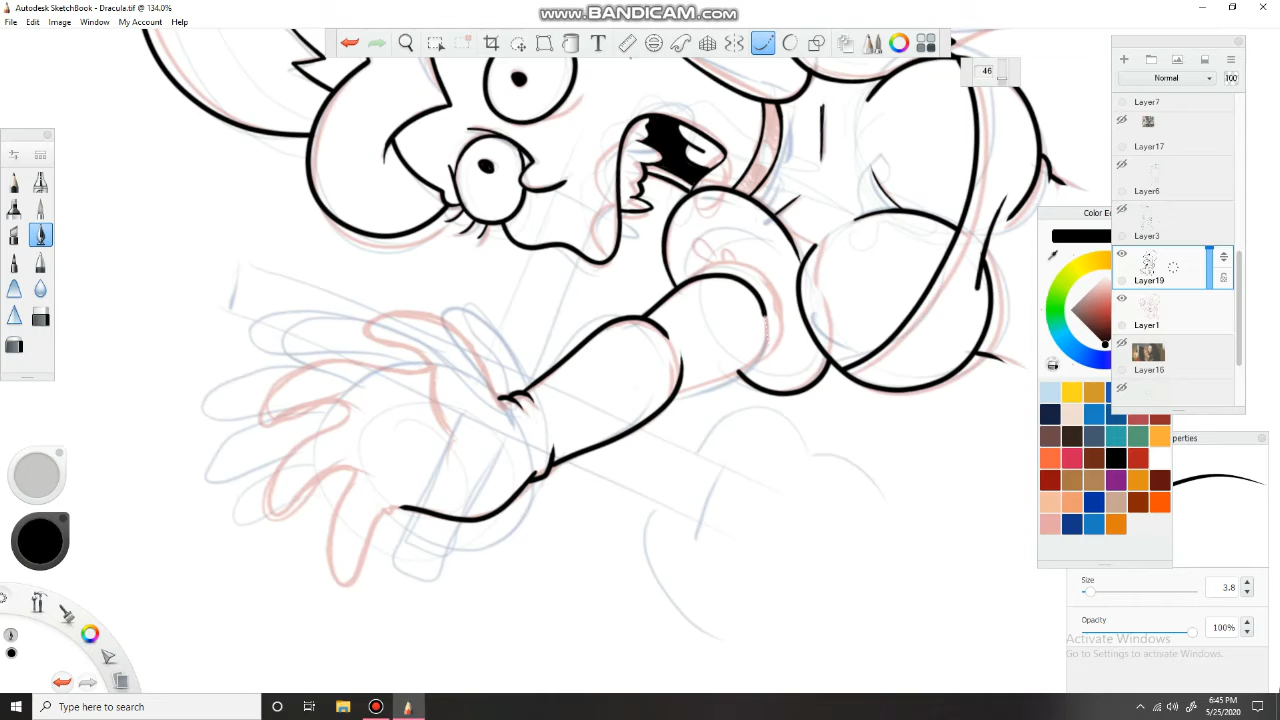 Autodesk SketchBook - Dracula.tif @ 134.0%
www.BANDICAM.com
File Edit Image Window My Account Help
46
Normal
100
Layer7
Layer17
Layer6
Layer3
Color Ed
Layer19
Layer1
Layer16
perties
Size
3.8
Opacity
100%
Activate Windows
Go to Settings to activate Windows.
Type here to search
6:45 PM
5/25/2020